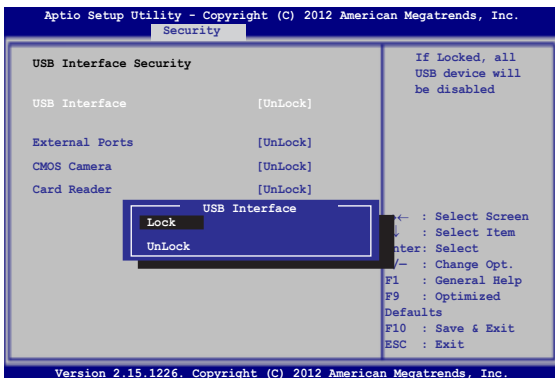 Aptio Setup Utility - Copyright (C) 2012 American Megatrends, Inc.
Security
USB Interface Security
USB Interface [UnLock]
External Ports [UnLock]
CMOS Camera [UnLock]
Card Reader [UnLock]
USB Interface
Lock
UnLock
If Locked, all
USB device will
be disabled
→← : Select Screen
↓ : Select Item
nter: Select
/− : Change Opt.
F1 : General Help
F9 : Optimized
Defaults
F10 : Save & Exit
ESC : Exit
Version 2.15.1226. Copyright (C) 2012 American Megatrends, Inc.